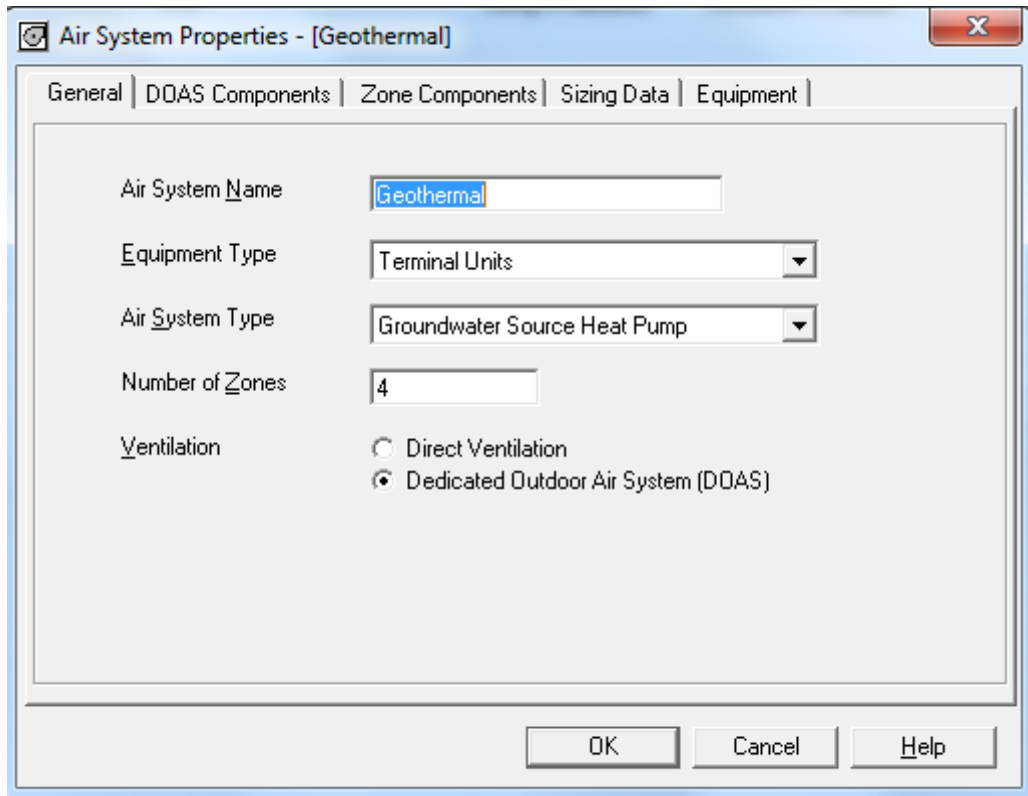 Air System Properties - [Geothermal]
General DOAS Components Zone Components Sizing Data Equipment
Air System Name Geothermal
Equipment Type Terminal Units
Air System Type Groundwater Source Heat Pump
Number of Zones 4
Ventilation Direct Ventilation
Dedicated Outdoor Air System (DOAS)
OK Cancel Help